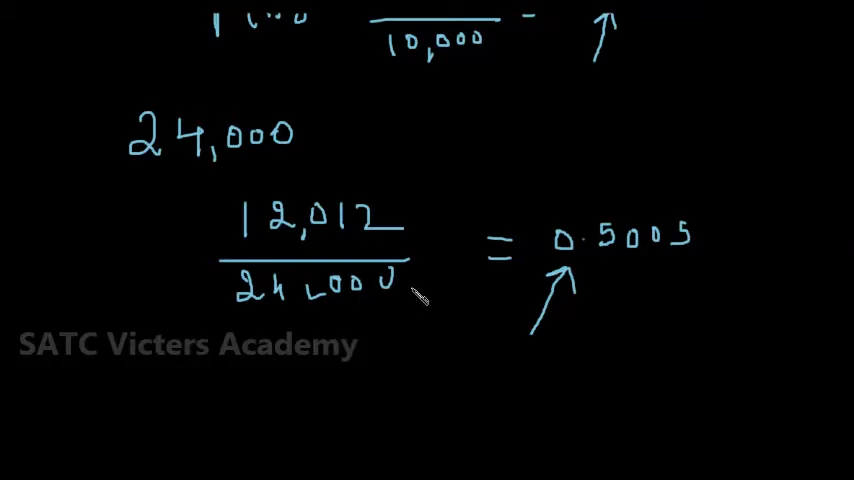 10,000 =
24,000
12,012
24,000 = 0.5005
SATC Victers Academy